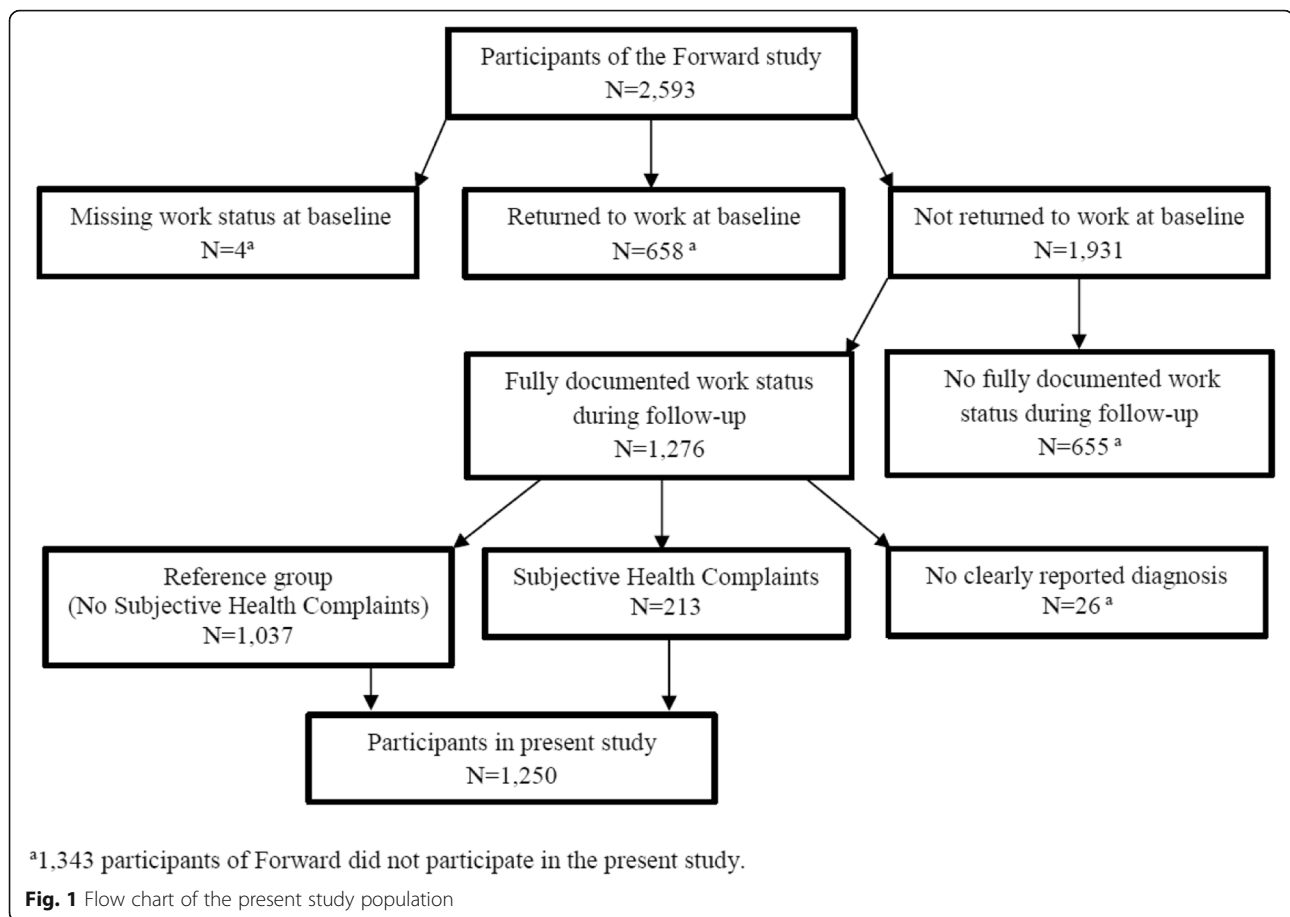 Participants of the Forward study
N=2,593
Missing work status at baseline
N=4ᵃ
Returned to work at baseline
N=658 ᵃ
Not returned to work at baseline
N=1,931
Fully documented work status
during follow-up
N=1,276
No fully documented work
status during follow-up
N=655 ᵃ
Reference group
(No Subjective Health Complaints)
N=1,037
Subjective Health Complaints
N=213
No clearly reported diagnosis
N=26 ᵃ
Participants in present study
N=1,250
ᵃ1,343 participants of Forward did not participate in the present study.
Fig. 1 Flow chart of the present study population